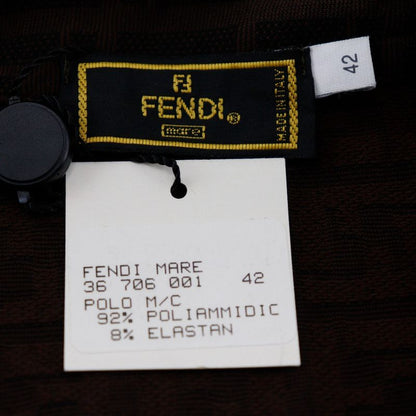 FF
FENDI®
mare
MADE IN ITALY
42
FENDI MARE
36 706 001 42
POLO M/C
92% POLIAMMIDIC
8% ELASTAN